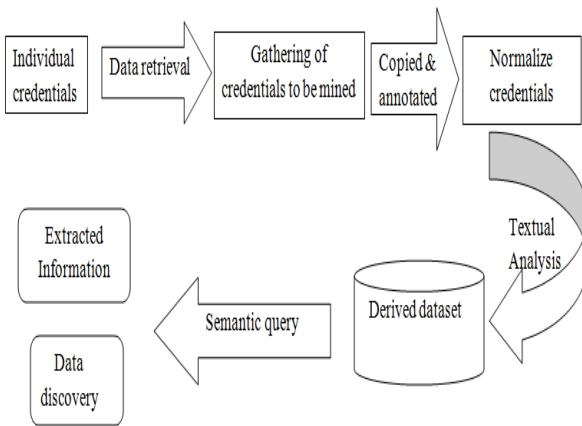 Individual
credentials
Data retrieval
Gathering of
credentials to be mined
Copied &
annotated
Normalize
credentials
Textual
Analysis
Derived dataset
Semantic query
Extracted
Information
Data
discovery